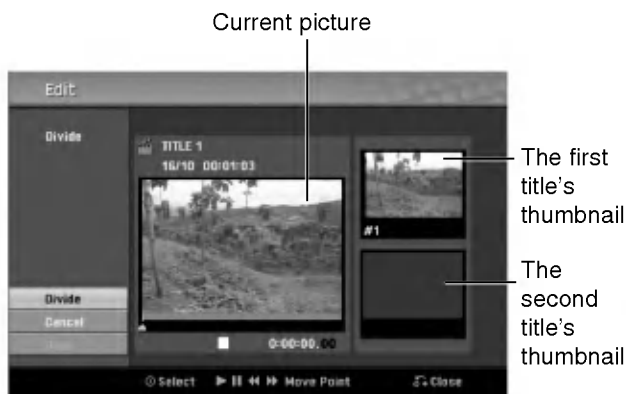 Current picture
Edit
Divide
TITLE 1
16/10 00:01:03
#1
The first
title's
thumbnail
The
second
title's
thumbnail
Divide
Cancel
0:00:00.00
Select
Move Point
Close